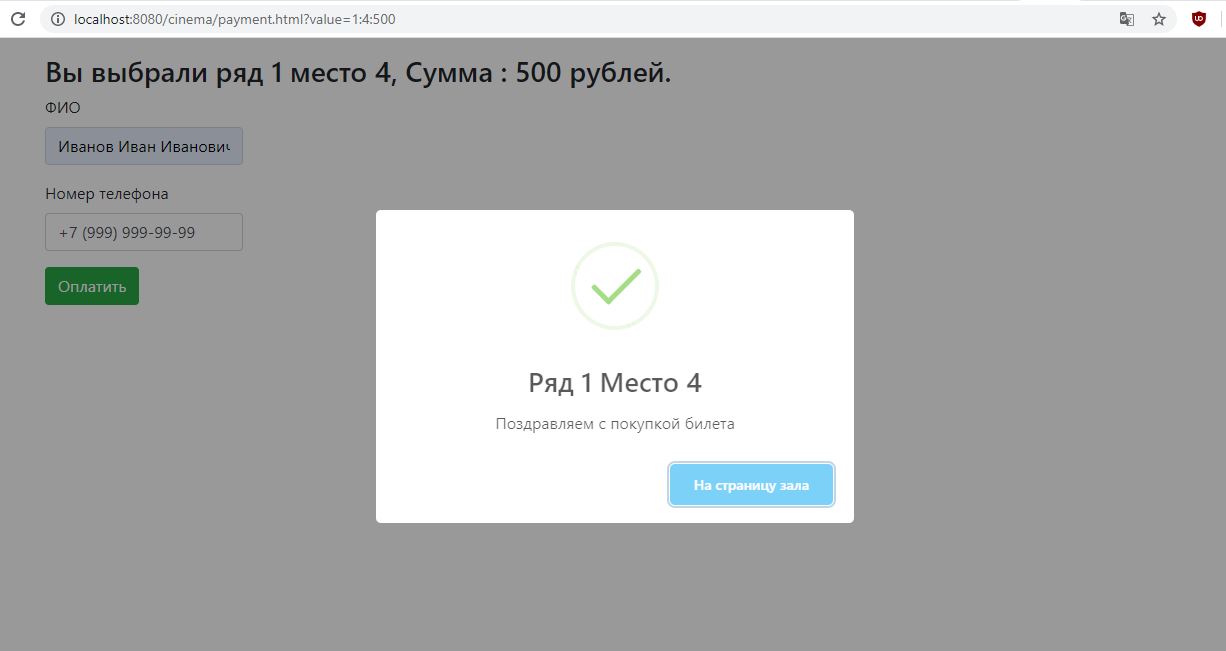 localhost:8080/cinema/payment.html?value=1:4:500
Вы выбрали ряд 1 место 4, Сумма : 500 рублей.
ФИО
Иванов Иван Иванович
Номер телефона
+7 (999) 999-99-99
Оплатить
Ряд 1 Место 4
Поздравляем с покупкой билета
На страницу зала